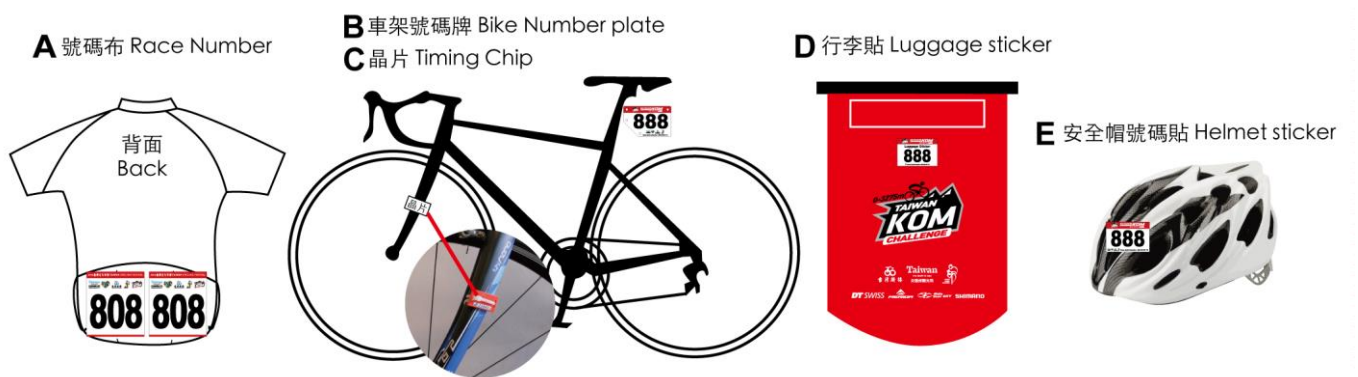 A 號碼布 Race Number
背面
Back
808 808
B 車架號碼牌 Bike Number plate
C 晶片 Timing Chip
888
晶片
D 行李貼 Luggage sticker
888
TAIWAN
KOM
CHALLENGE
Taiwan
DT SWISS
SHIMANO
E 安全帽號碼貼 Helmet sticker
888